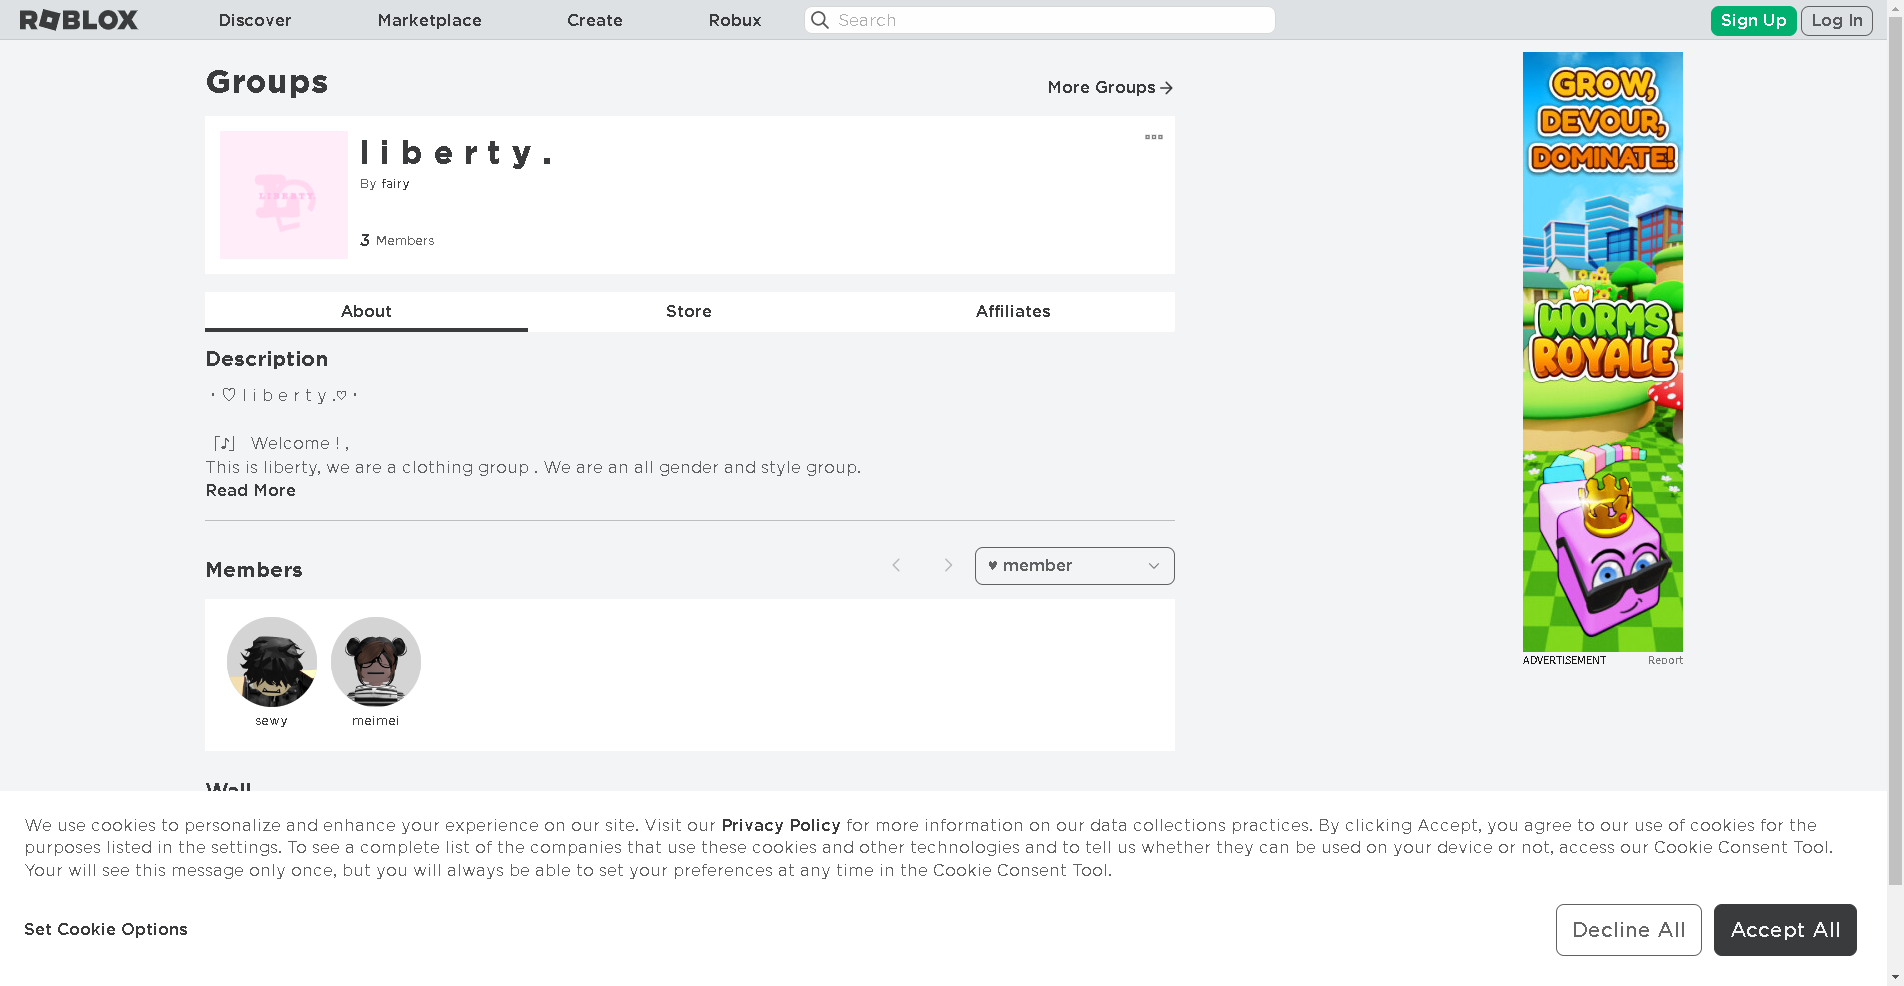 ROBLOX Discover Marketplace Create Robux Search Sign Up Log In
Groups
More Groups
LIBERTY
l i b e r t y .
By fairy
3 Members
About Store Affiliates
Description
・♡ l i b e r t y .♡・
「♪」 Welcome ! ,
This is liberty, we are a clothing group . We are an all gender and style group.
Read More
Members
♥ member
sewy meimei
Wall
GROW,
DEVOUR,
DOMINATE!
WORMS
ROYALE
ADVERTISEMENT Report
We use cookies to personalize and enhance your experience on our site. Visit our Privacy Policy for more information on our data collections practices. By clicking Accept, you agree to our use of cookies for the
purposes listed in the settings. To see a complete list of the companies that use these cookies and other technologies and to tell us whether they can be used on your device or not, access our Cookie Consent Tool.
Your will see this message only once, but you will always be able to set your preferences at any time in the Cookie Consent Tool.
Set Cookie Options
Decline All Accept All